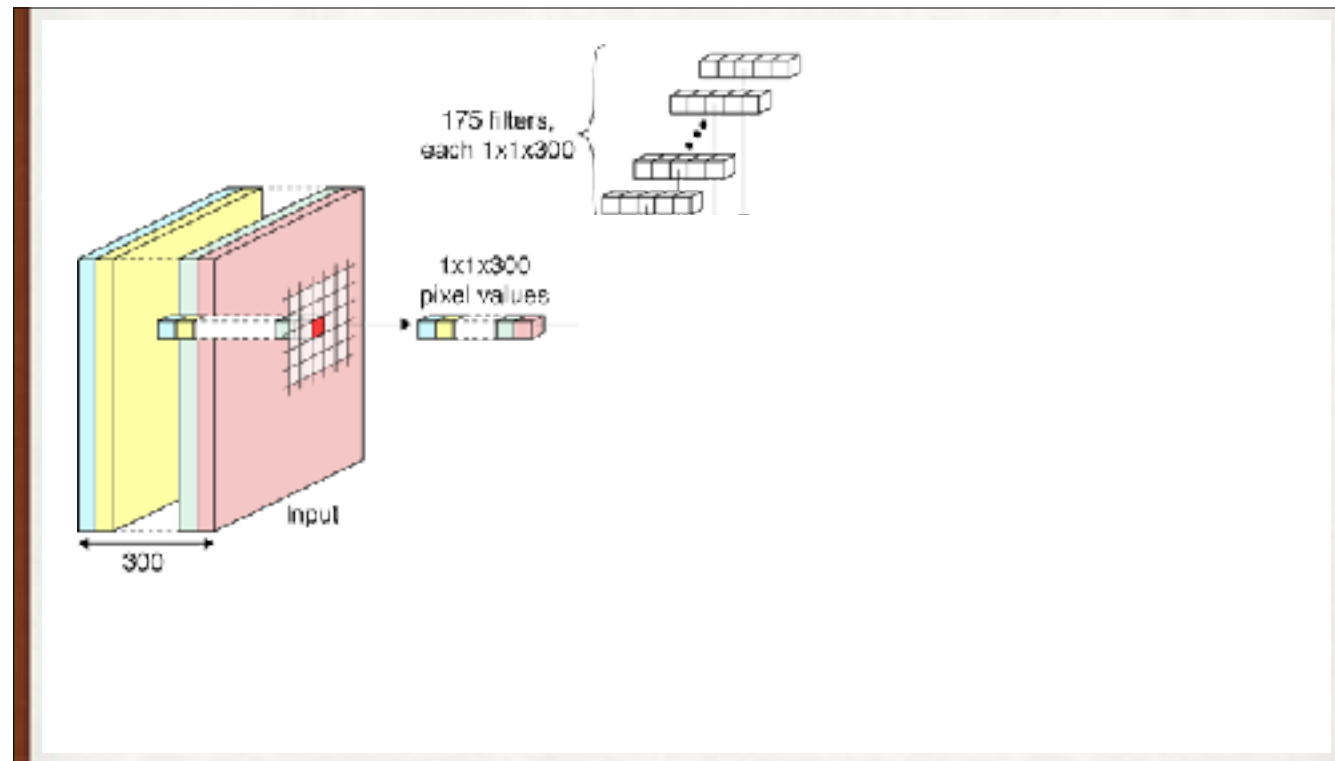 175 filters,
each 1x1x300
1x1x300
pixel values
Input
300